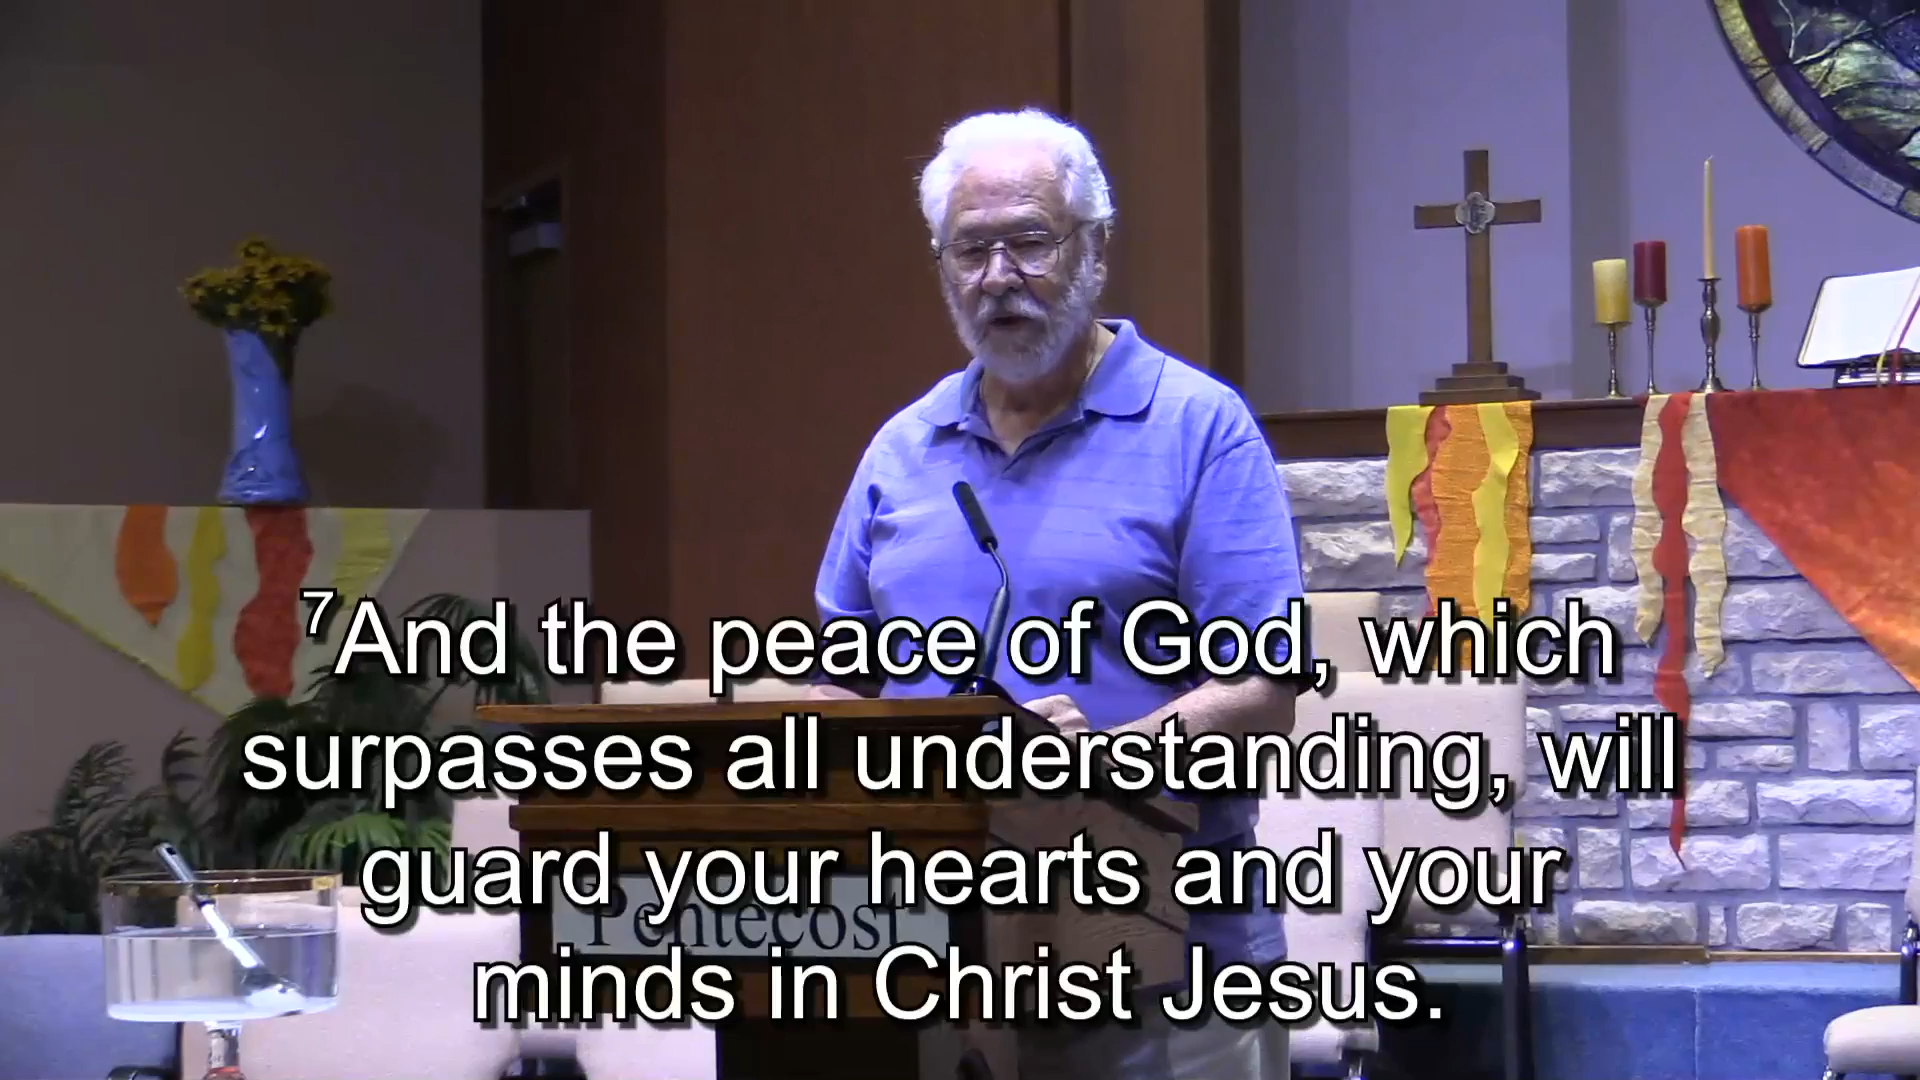 ⁷And the peace of God, which
surpasses all understanding, will
guard your hearts and your
minds in Christ Jesus.
Pentecost